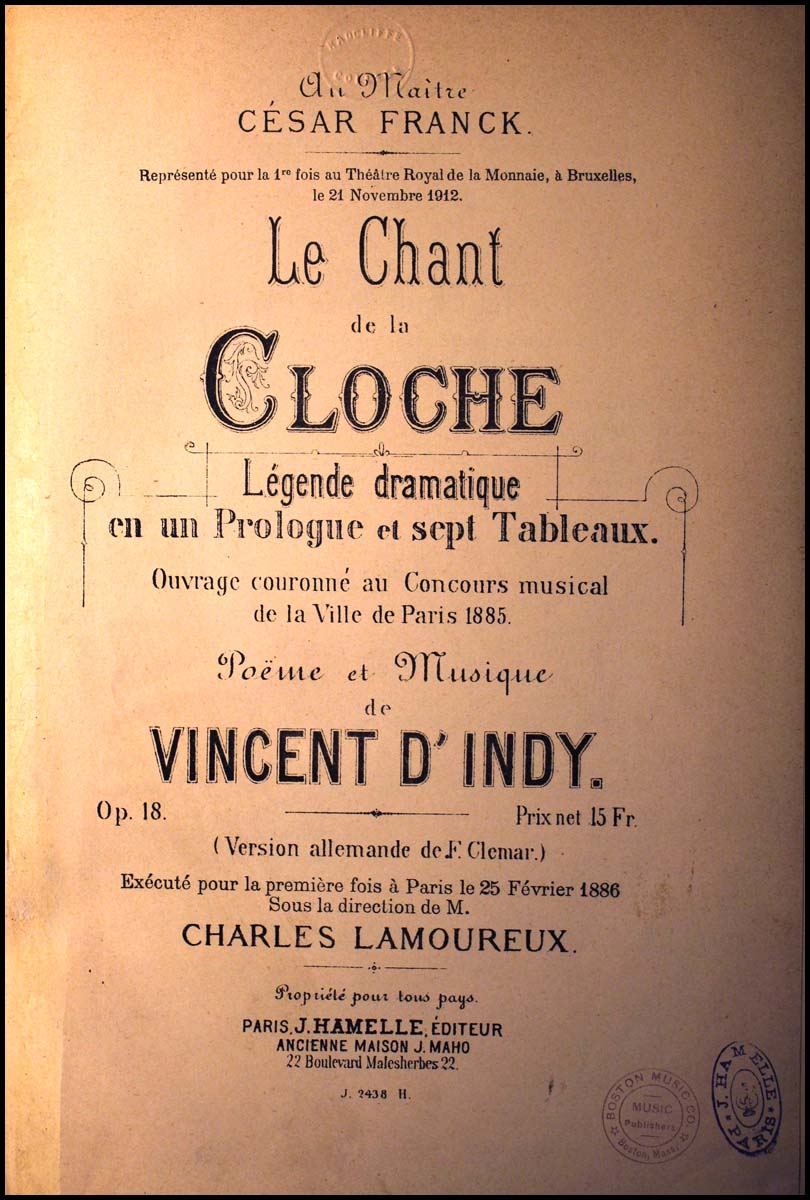 Au Maître
CÉSAR FRANCK.
Représenté pour la 1re fois au Théâtre Royal de la Monnaie, à Bruxelles,
le 21 Novembre 1912.
Le Chant
de la
CLOCHE
Légende dramatique
en un Prologue et sept Tableaux.
Ouvrage couronné au Concours musical
de la Ville de Paris 1885.
Poëme et Musique
de
VINCENT D'INDY.
Op. 18.
Prix net 15 Fr.
(Version allemande de F. Clemar.)
Exécuté pour la première fois à Paris le 25 Février 1886
Sous la direction de M.
CHARLES LAMOUREUX.
Propriété pour tous pays.
PARIS, J. HAMELLE, ÉDITEUR
ANCIENNE MAISON J. MAHO
22 Boulevard Malesherbes 22.
J. 2438 H.
BOSTON MUSIC CO.
MUSIC
Publishers
Boston, Mass.
J. HAMELLE
PARIS